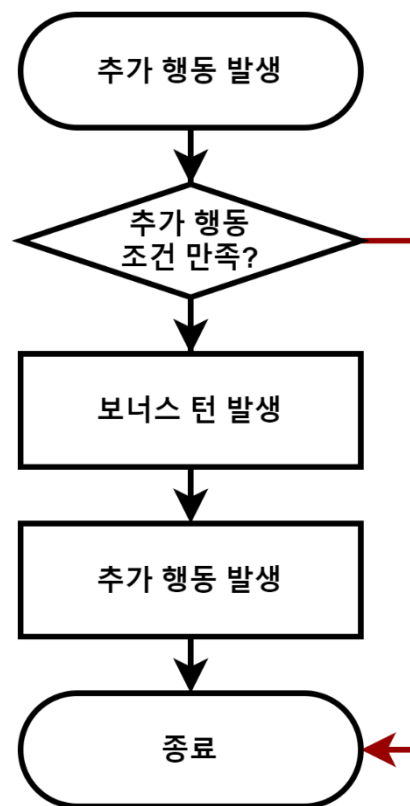 추가 행동 발생
추가 행동
조건 만족?
보너스 턴 발생
추가 행동 발생
종료